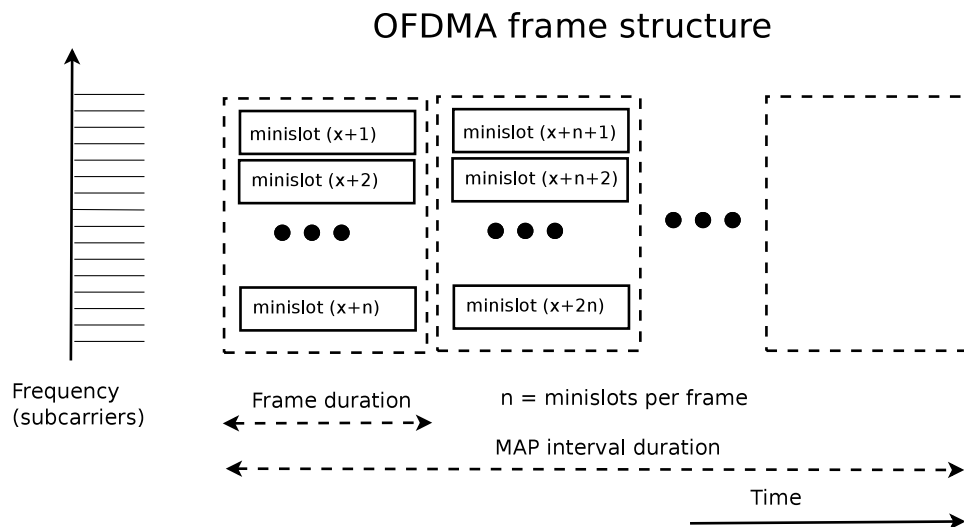 OFDMA frame structure
minislot (x+1)
minislot (x+2)
minislot (x+n)
minislot (x+n+1)
minislot (x+n+2)
minislot (x+2n)
Frequency
(subcarriers)
Frame duration
n = minislots per frame
MAP interval duration
Time